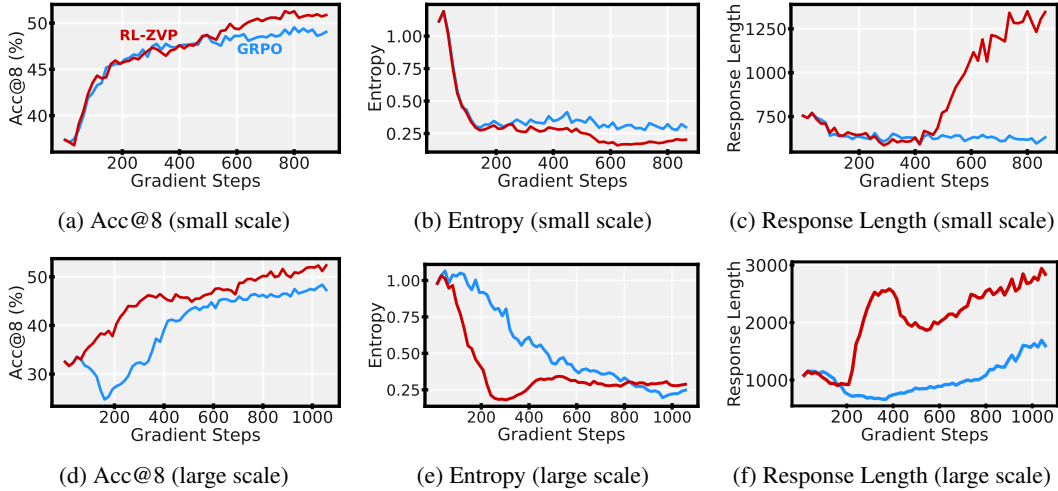 Acc@8 (%)
50
45
40
RL-ZVP
GRPO
200 400 600 800
Gradient Steps
(a) Acc@8 (small scale)
Entropy
1.00
0.75
0.50
0.25
200 400 600 800
Gradient Steps
(b) Entropy (small scale)
Response Length
1250
1000
750
200 400 600 800
Gradient Steps
(c) Response Length (small scale)
Acc@8 (%)
50
40
30
200 400 600 800 1000
Gradient Steps
(d) Acc@8 (large scale)
Entropy
1.00
0.75
0.50
0.25
200 400 600 800 1000
Gradient Steps
(e) Entropy (large scale)
Response Length
3000
2000
1000
200 400 600 800 1000
Gradient Steps
(f) Response Length (large scale)